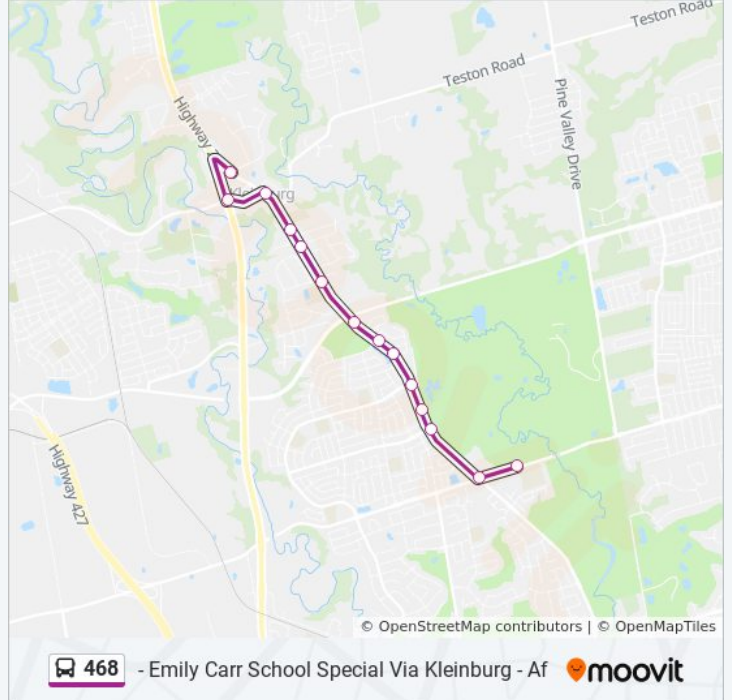 Teston Road
Teston Road
Pine Valley Drive
Highway
Kleinburg
Highway 427
© OpenStreetMap contributors | © OpenMapTiles
468 - Emily Carr School Special Via Kleinburg - Af moovit